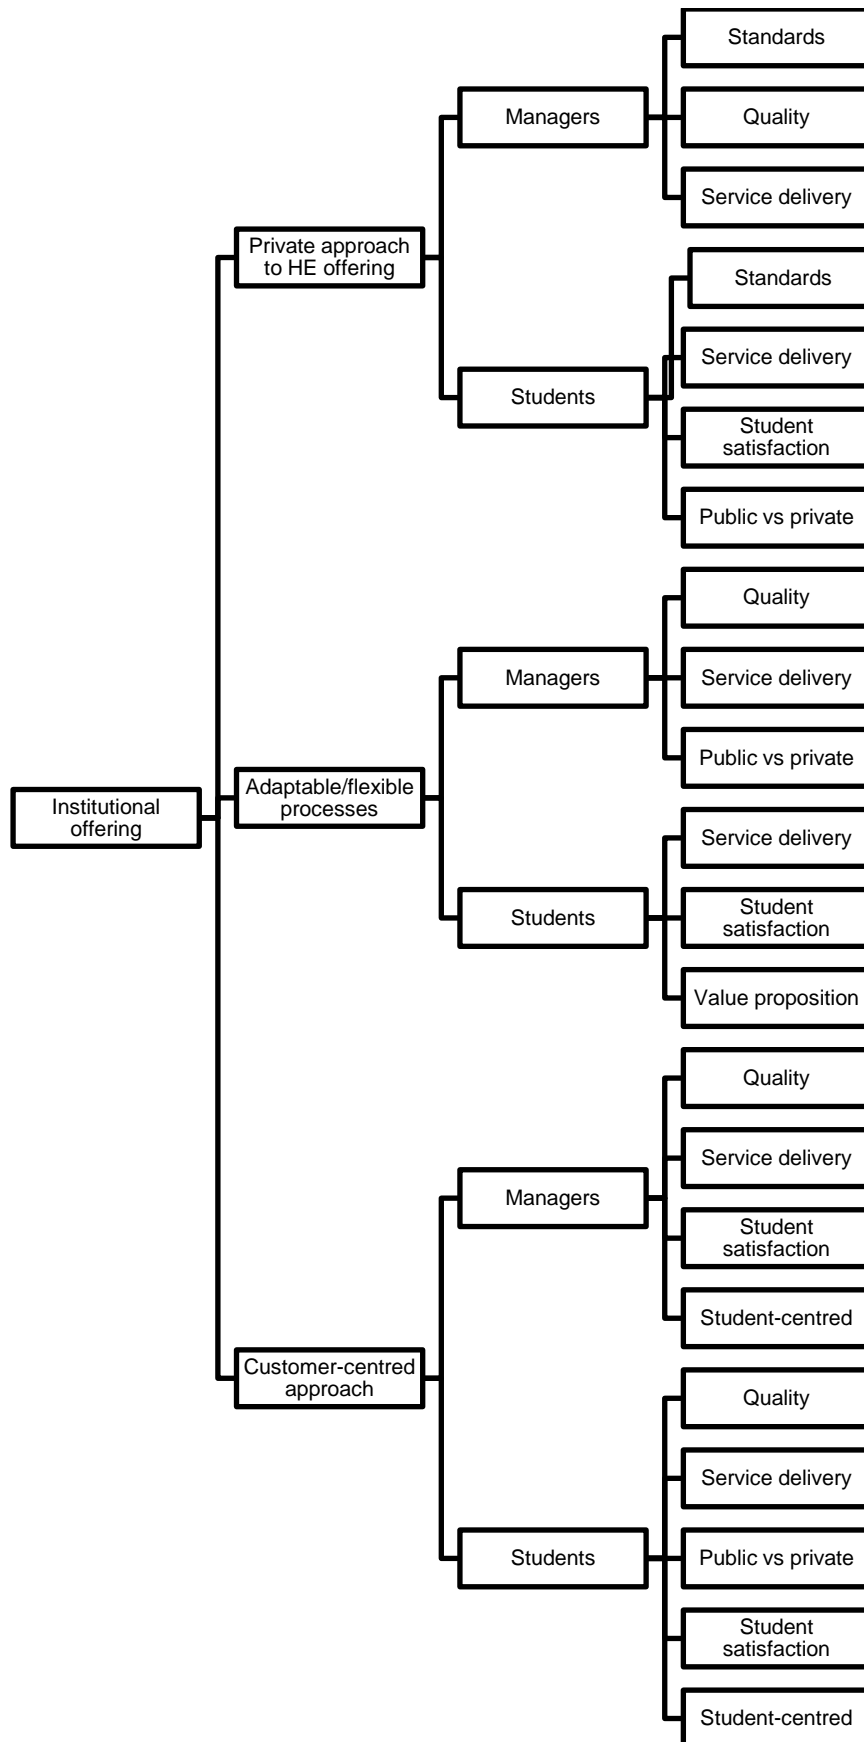 Standards
Managers
Quality
Service delivery
Private approach
to HE offering
Standards
Service delivery
Students
Student
satisfaction
Public vs private
Quality
Managers
Service delivery
Public vs private
Institutional
offering
Adaptable/flexible
processes
Service delivery
Students
Student
satisfaction
Value proposition
Quality
Service delivery
Managers
Student
satisfaction
Student-centred
Customer-centred
approach
Quality
Service delivery
Students
Public vs private
Student
satisfaction
Student-centred